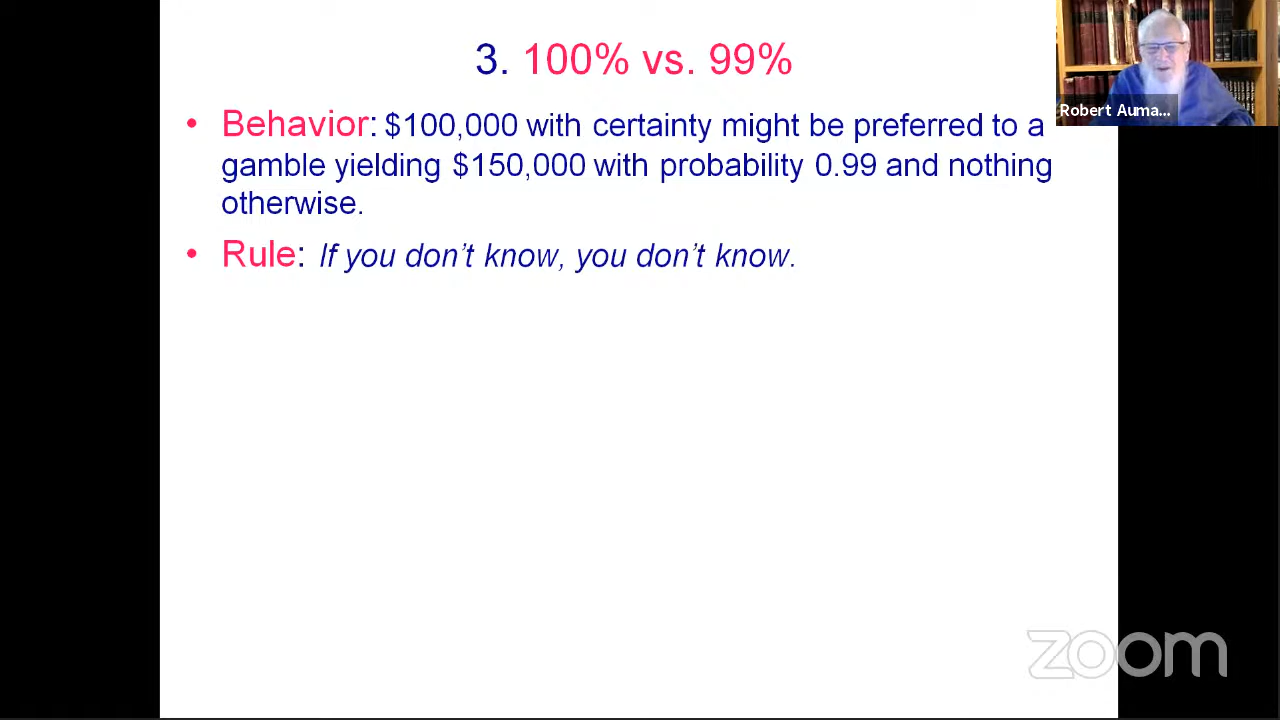 3. 100% vs. 99%
• Behavior: $100,000 with certainty might be preferred to a
gamble yielding $150,000 with probability 0.99 and nothing
otherwise.
• Rule: If you don't know, you don't know.
Robert Auma...
zoom